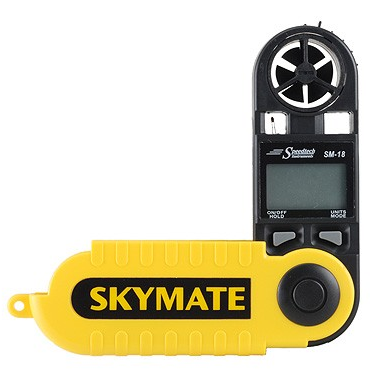 Speedtech
Instruments
SM-18
ON/OFF
HOLD
UNITS
MODE
SKYMATE